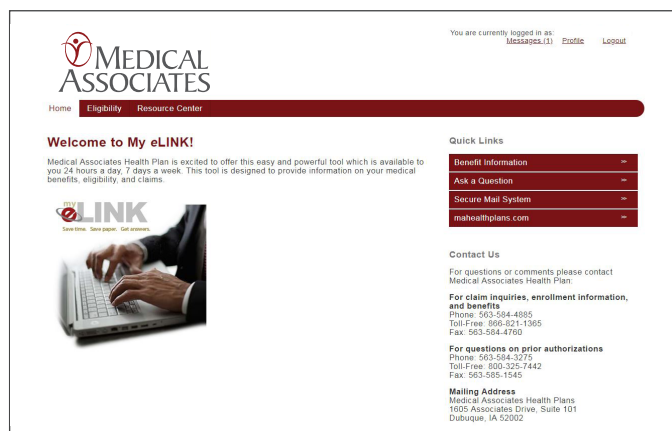 You are currently logged in as:
Messages (1) Profile Logout
MEDICAL
ASSOCIATES
Home Eligibility Resource Center
Welcome to My eLINK!
Medical Associates Health Plan is excited to offer this easy and powerful tool which is available to
you 24 hours a day, 7 days a week. This tool is designed to provide information on your medical
benefits, eligibility, and claims.
my
eLINK
Save time. Save paper. Get answers.
Quick Links
Benefit Information
Ask a Question
Secure Mail System
mahealthplans.com
Contact Us
For questions or comments please contact
Medical Associates Health Plan:
For claim inquiries, enrollment information,
and benefits
Phone: 563-584-4885
Toll-Free: 866-821-1365
Fax: 563-584-4760
For questions on prior authorizations
Phone: 563-584-3275
Toll-Free: 800-325-7442
Fax: 563-585-1545
Mailing Address
Medical Associates Health Plans
1605 Associates Drive, Suite 101
Dubuque, IA 52002